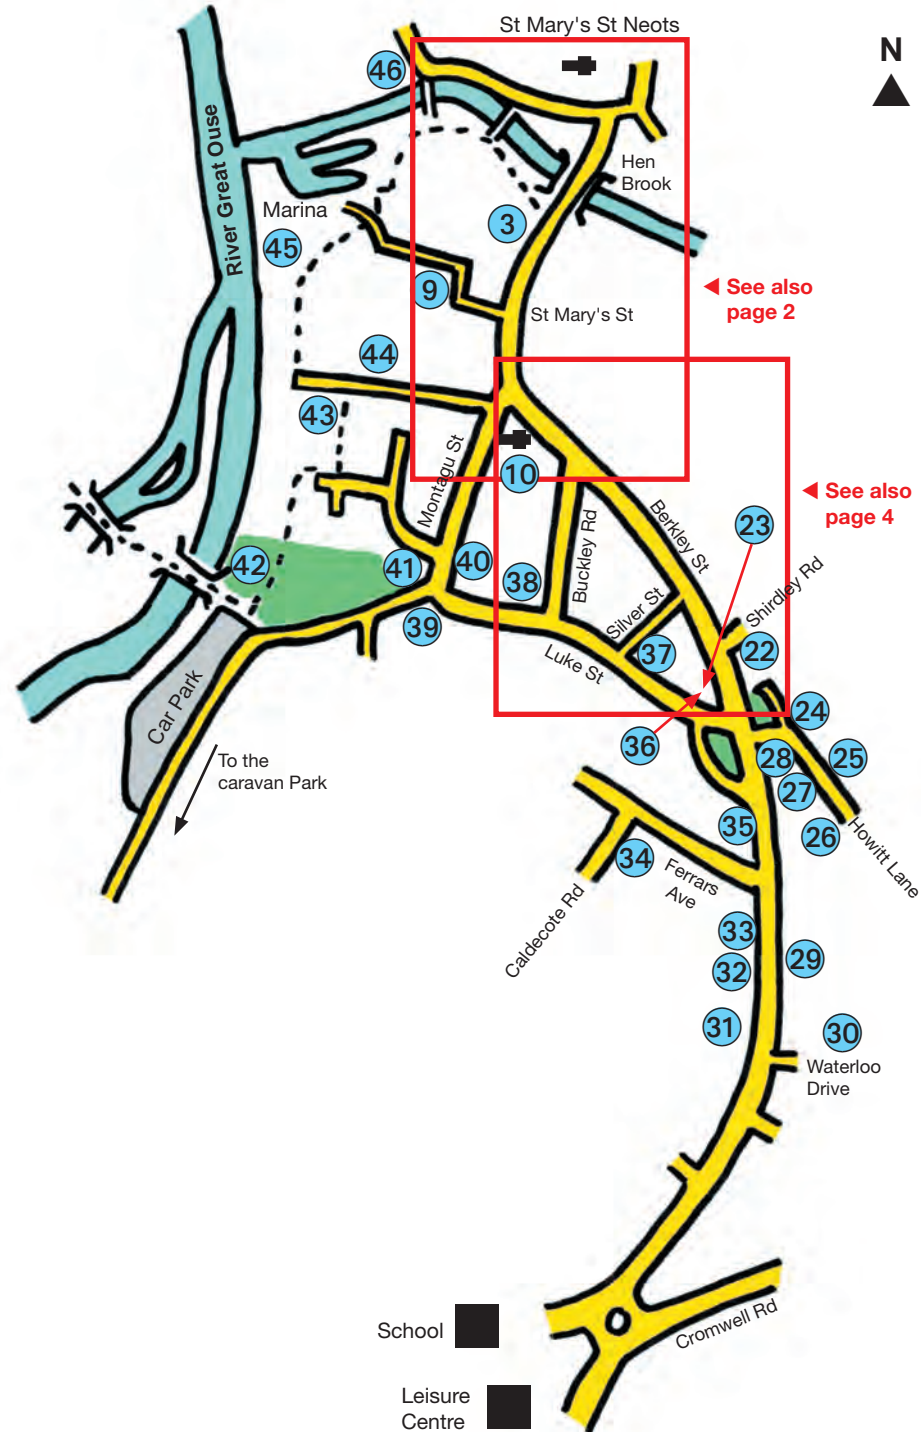 St Mary's St Neots
N
46
River Great Ouse
Hen
Brook
Marina
3
45
9
See also
page 2
St Mary's St
44
43
Montagu St
10
See also
page 4
Berkley St
23
Buckley Rd
Shirdley Rd
42
41
40
38
Silver St
39
37
22
Luke St
Car Park
24
36
28
25
To the
caravan Park
27
35
26
Howitt Lane
34
Ferrars
Ave
Caldecote Rd
33
29
32
31
30
Waterloo
Drive
School
Cromwell Rd
Leisure
Centre